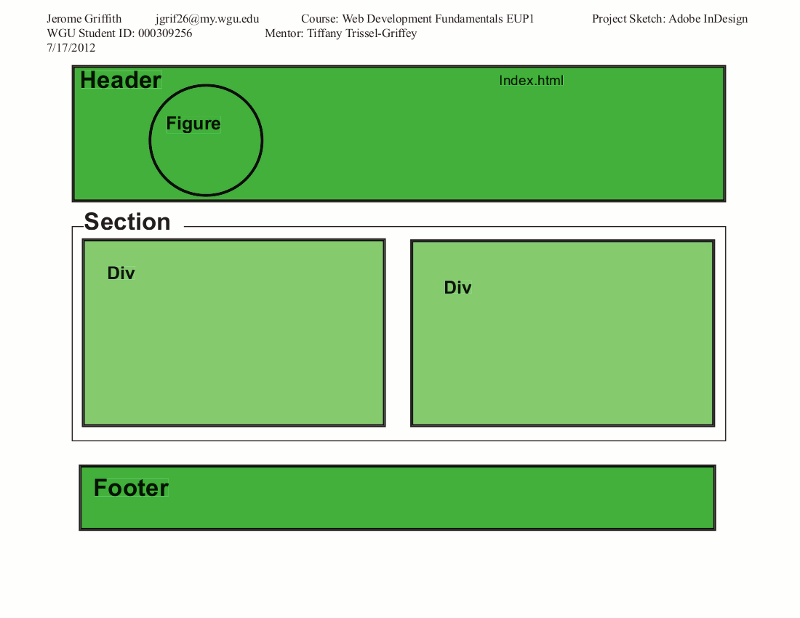 Jerome Griffith jgrif26@my.wgu.edu Course: Web Development Fundamentals EUP1 Project Sketch: Adobe InDesign
WGU Student ID: 000309256 Mentor: Tiffany Trissel-Griffey
7/17/2012
Header Index.html
Figure
Section
Div
Div
Footer